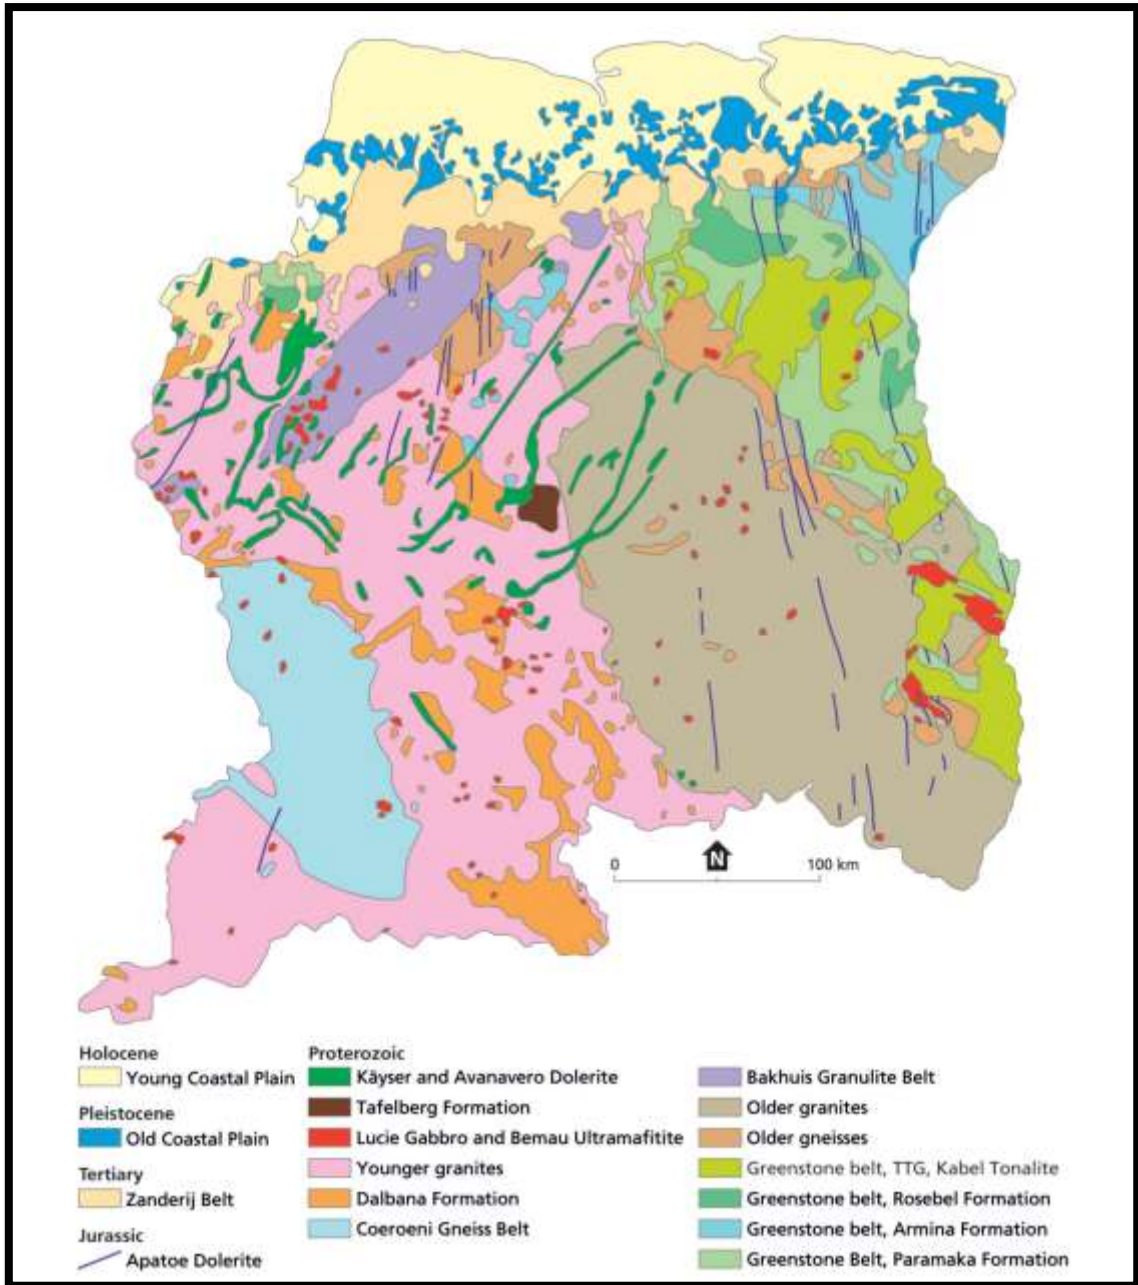 N
0 100 km
Holocene
Young Coastal Plain
Pleistocene
Old Coastal Plain
Tertiary
Zanderij Belt
Jurassic
Apatoe Dolerite
Proterozoic
Käyser and Avanavero Dolerite
Tafelberg Formation
Lucie Gabbro and Bemau Ultramafitite
Younger granites
Dalbana Formation
Coeroeni Gneiss Belt
Bakhuis Granulite Belt
Older granites
Older gneisses
Greenstone belt, TTG, Kabel Tonalite
Greenstone belt, Rosebel Formation
Greenstone belt, Armina Formation
Greenstone Belt, Paramaka Formation